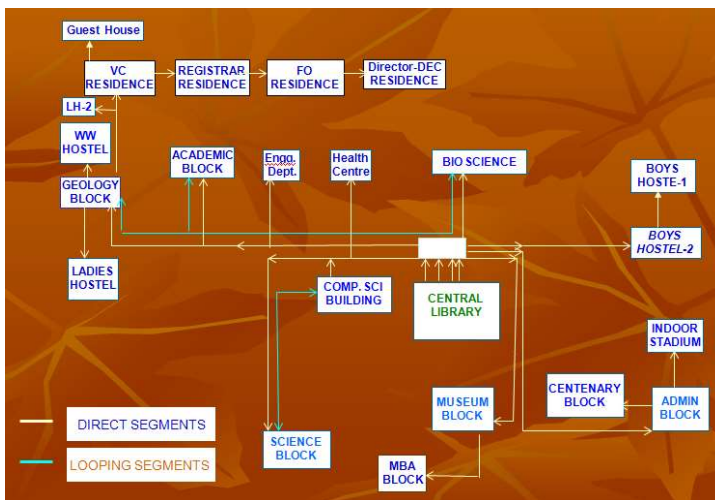 Guest House
VC
RESIDENCE
REGISTRAR
RESIDENCE
FO
RESIDENCE
Director-DEC
RESIDENCE
LH-2
WW
HOSTEL
ACADEMIC
BLOCK
Engg.
Dept.
Health
Centre
BIO SCIENCE
BOYS
HOSTE-1
GEOLOGY
BLOCK
BOYS
HOSTEL-2
LADIES
HOSTEL
COMP. SCI
BUILDING
CENTRAL
LIBRARY
INDOOR
STADIUM
CENTENARY
BLOCK
ADMIN
BLOCK
MUSEUM
BLOCK
SCIENCE
BLOCK
MBA
BLOCK
DIRECT SEGMENTS
LOOPING SEGMENTS